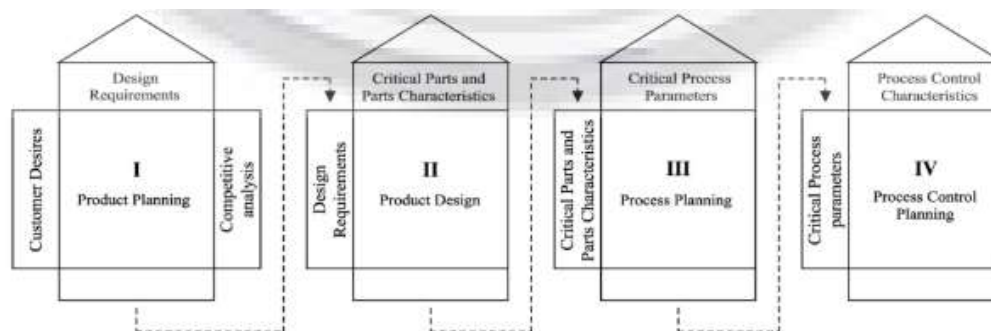 Design
Requirements
Customer Desires
I
Product Planning
Competitive
analysis
Critical Parts and
Parts Characteristics
Design
Requirements
II
Product Design
Critical Process
Parameters
Critical Parts and
Parts Characteristics
III
Process Planning
Process Control
Characteristics
Critical Process
parameters
IV
Process Control
Planning